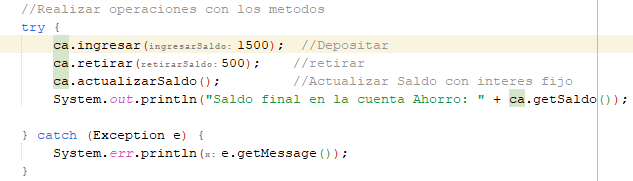 //Realizar operaciones con los metodos
try {
ca.ingresar(ingresarSaldo: 1500);  //Depositar
ca.retirar(retirarSaldo: 500);    //retirar
ca.actualizarSaldo();         //Actualizar Saldo con interes fijo
System.out.println("Saldo final en la cuenta Ahorro: " + ca.getSaldo());
} catch (Exception e) {
System.err.println(x: e.getMessage());
}